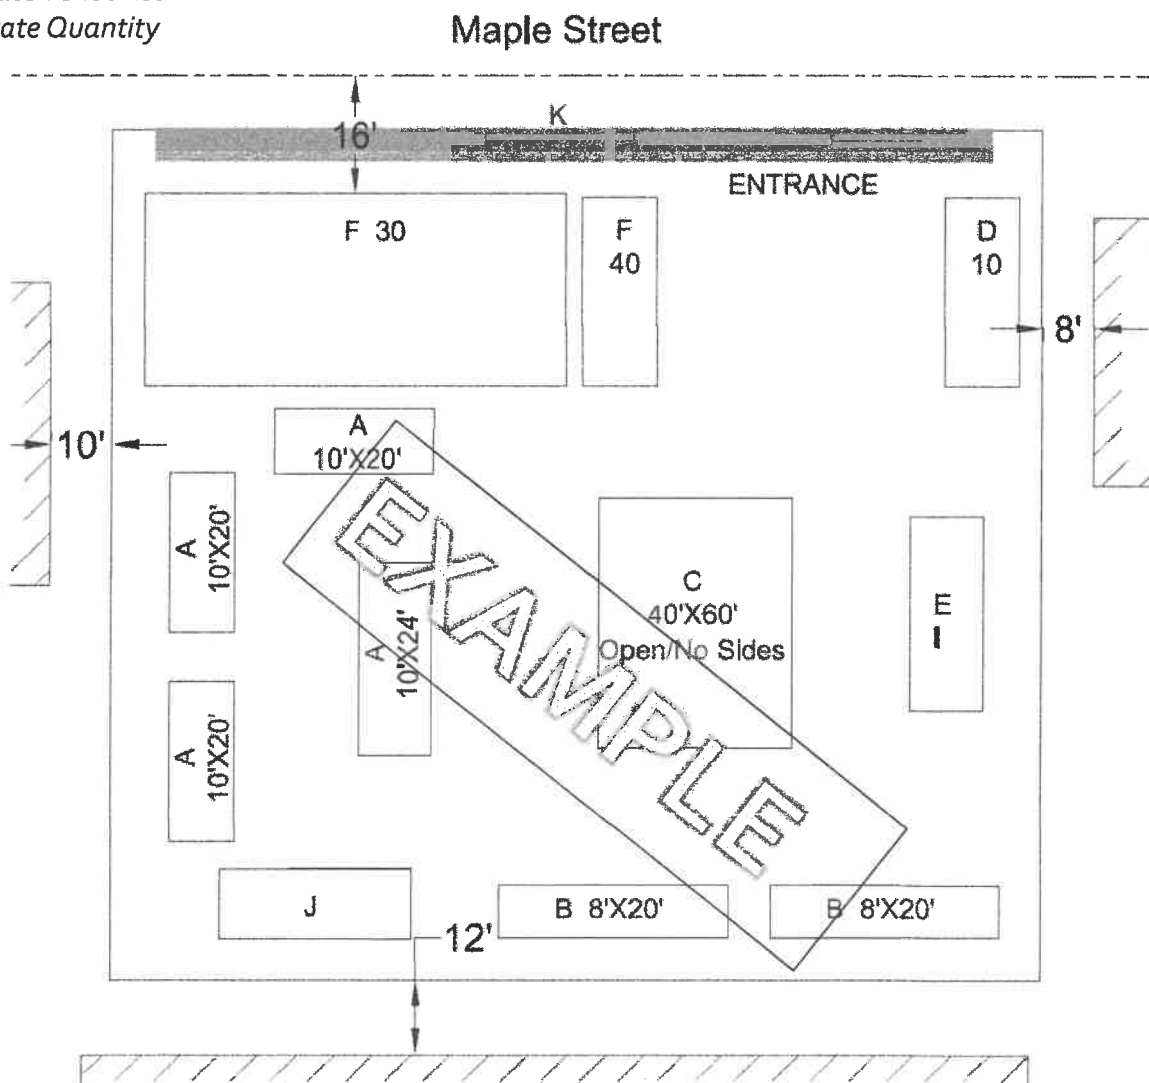 ate Quantity
Maple Street
K
16'
ENTRANCE
F 30
F
40
D
10
8'
10'
A
10'X20'
A
10'X20'
A
10'X24'
C
40'X60'
Open/No Sides
E
A
10'X20'
EXAMPLE
J
B 8'X20'
B 8'X20'
12'